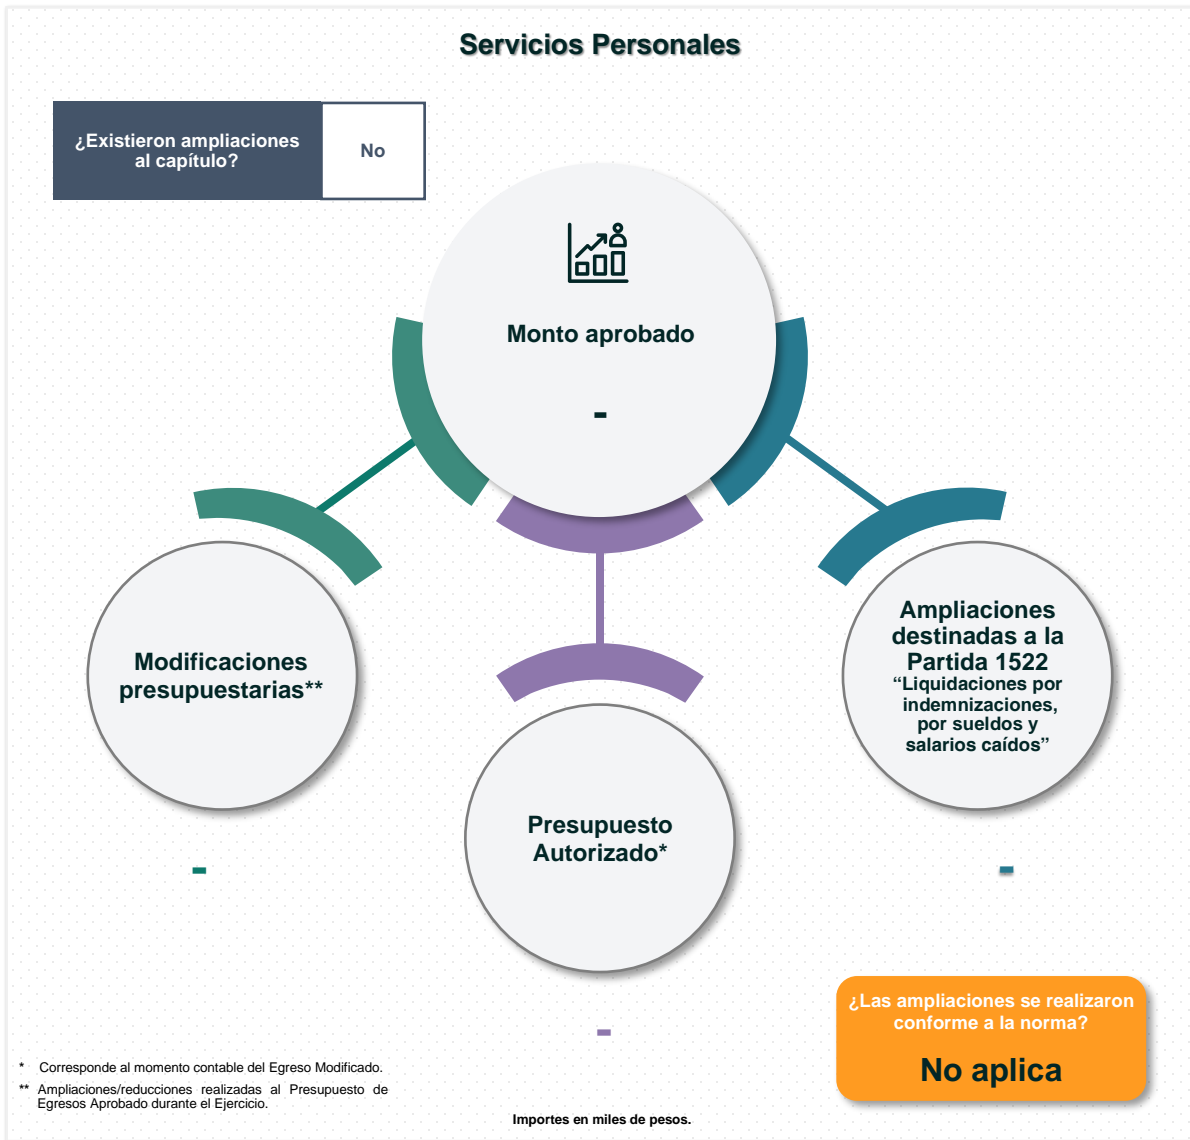 Servicios Personales
¿Existieron ampliaciones
al capítulo?
No
Monto aprobado
-
Modificaciones
presupuestarias**
-
Presupuesto
Autorizado*
-
Ampliaciones
destinadas a la
Partida 1522
“Liquidaciones por
indemnizaciones,
por sueldos y
salarios caídos”
-
¿Las ampliaciones se realizaron
conforme a la norma?
No aplica
* Corresponde al momento contable del Egreso Modificado.
** Ampliaciones/reducciones realizadas al Presupuesto de
Egresos Aprobado durante el Ejercicio.
Importes en miles de pesos.